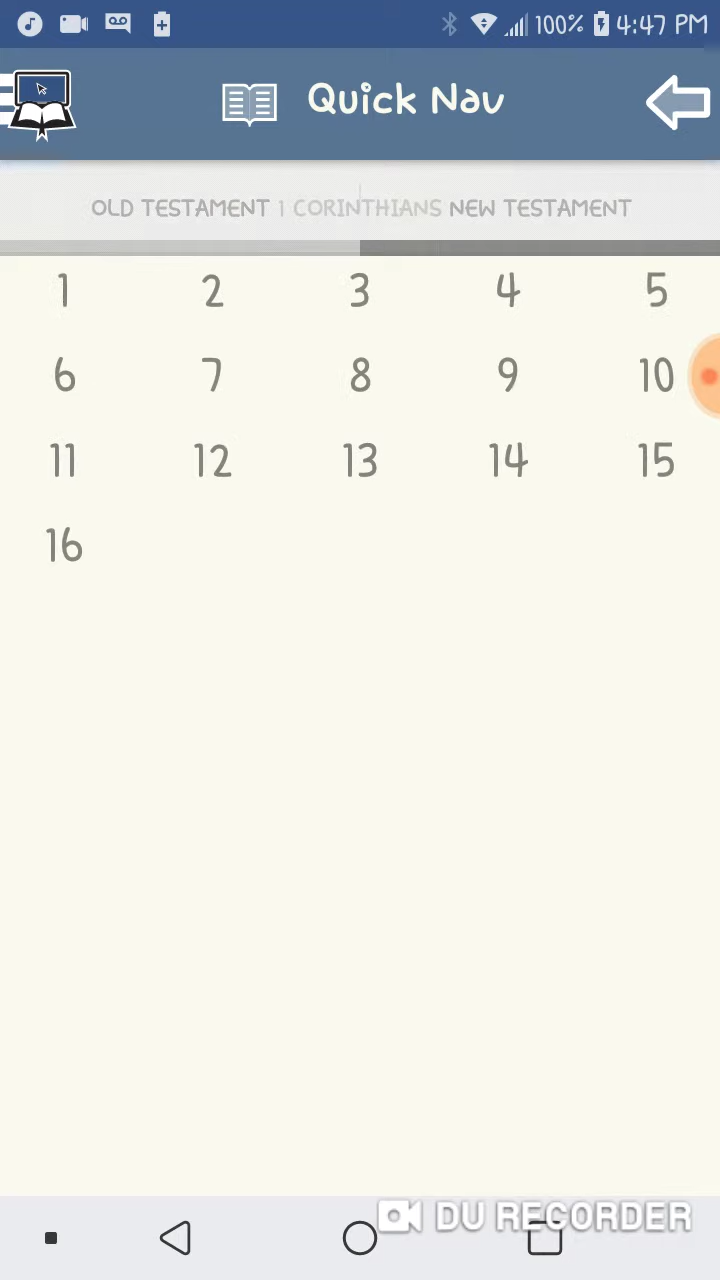 100% 4:47 PM
Quick Nav
OLD TESTAMENT 1 CORINTHIANS NEW TESTAMENT
1 2 3 4 5
6 7 8 9 10
11 12 13 14 15
16
DU RECORDER